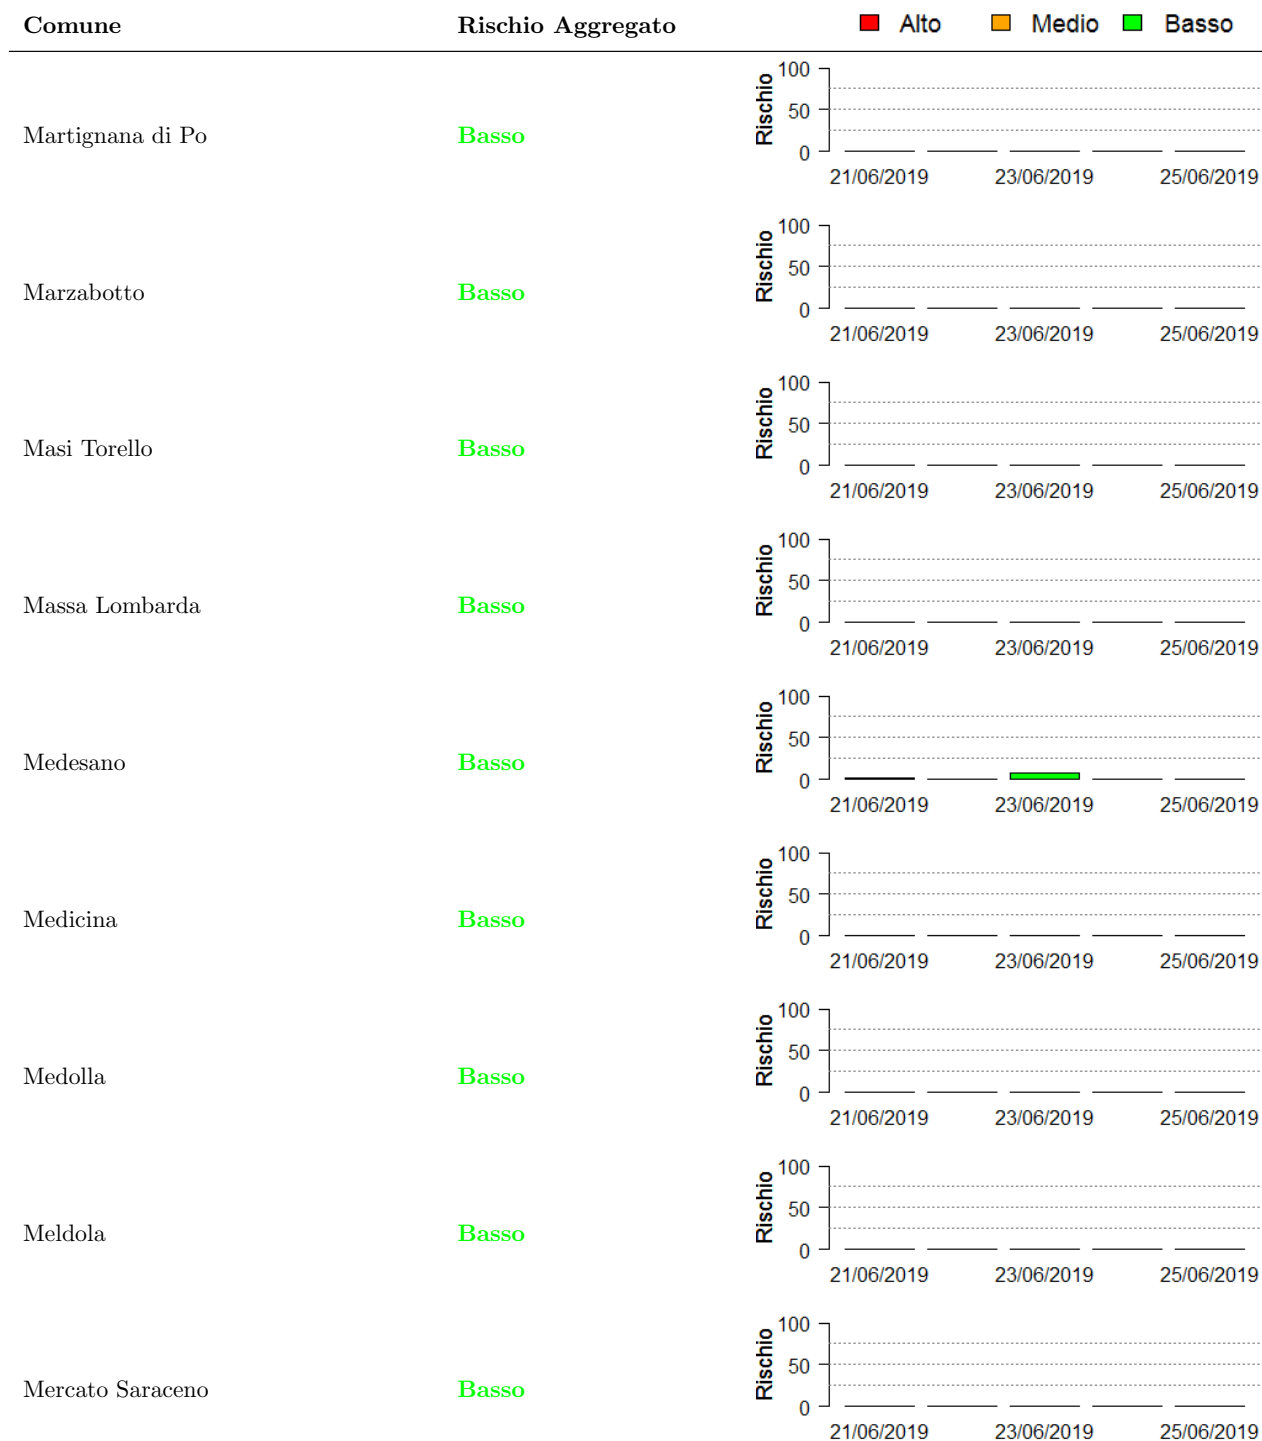 Comune Rischio Aggregato Alto Medio Basso
Martignana di Po Basso Rischio 100 50 0
21/06/2019 23/06/2019 25/06/2019
Marzabotto Basso Rischio 100 50 0
21/06/2019 23/06/2019 25/06/2019
Masi Torello Basso Rischio 100 50 0
21/06/2019 23/06/2019 25/06/2019
Massa Lombarda Basso Rischio 100 50 0
21/06/2019 23/06/2019 25/06/2019
Medesano Basso Rischio 100 50 0
21/06/2019 23/06/2019 25/06/2019
Medicina Basso Rischio 100 50 0
21/06/2019 23/06/2019 25/06/2019
Medolla Basso Rischio 100 50 0
21/06/2019 23/06/2019 25/06/2019
Meldola Basso Rischio 100 50 0
21/06/2019 23/06/2019 25/06/2019
Mercato Saraceno Basso Rischio 100 50 0
21/06/2019 23/06/2019 25/06/2019